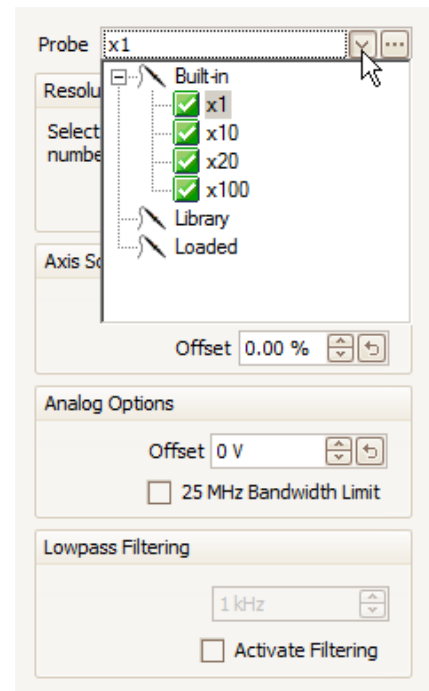 Probe x1
Built-in
Resolu
x1
Select
x10
numbe
x20
x100
Library
Loaded
Axis Sc
Offset 0.00 %
Analog Options
Offset 0 V
25 MHz Bandwidth Limit
Lowpass Filtering
1 kHz
Activate Filtering